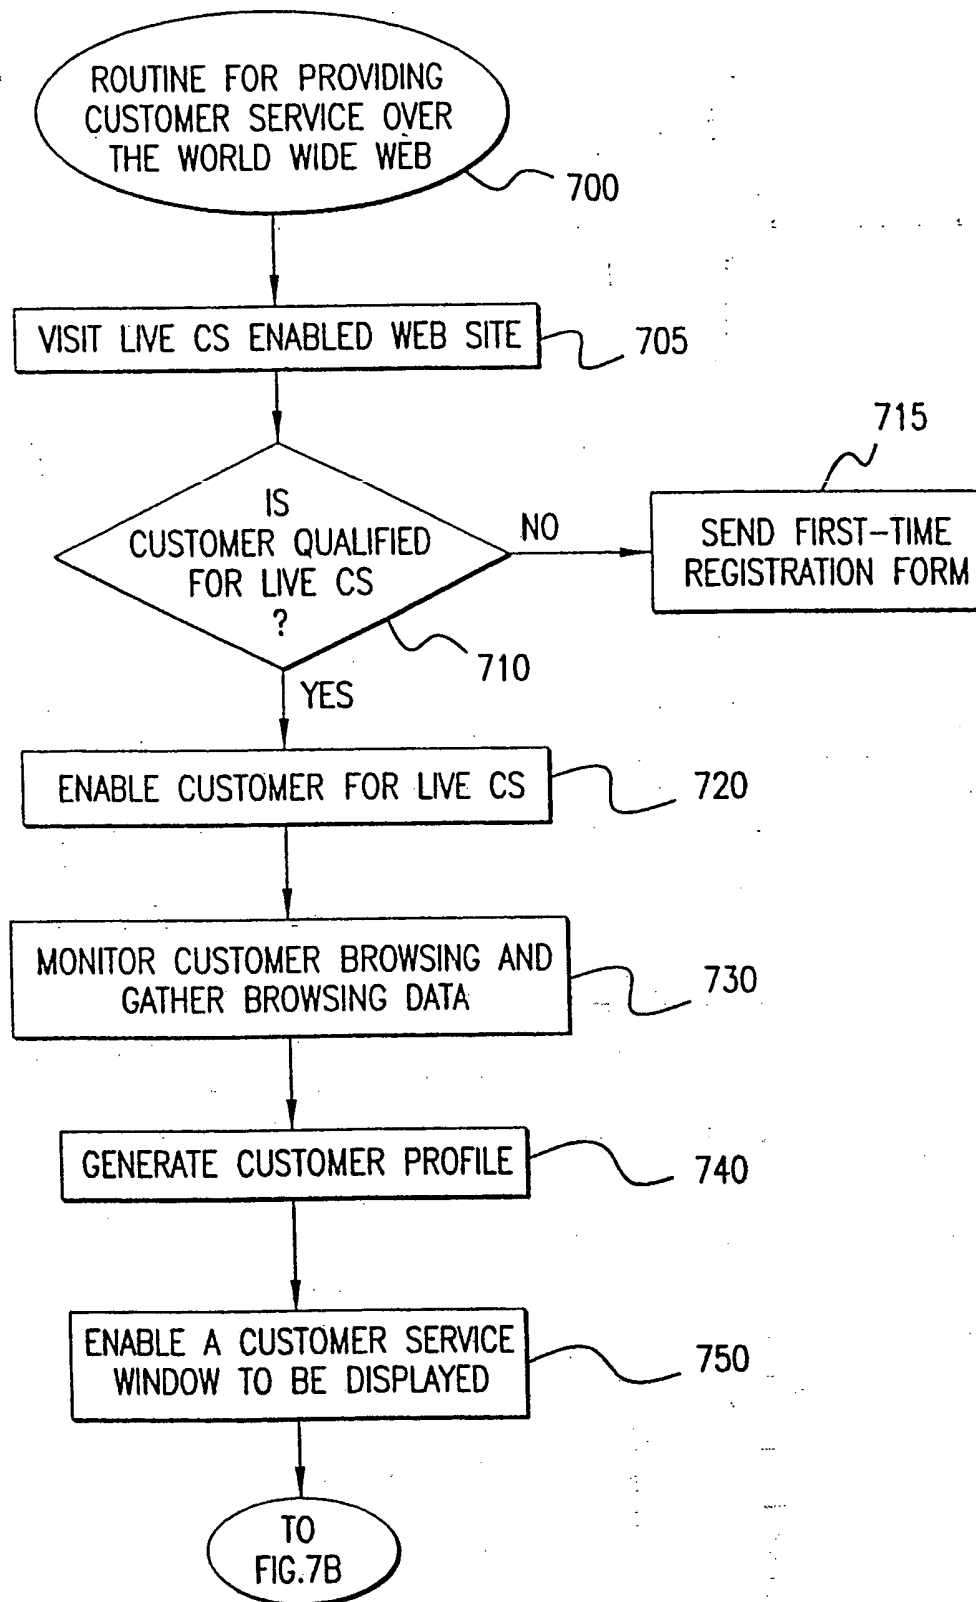 ROUTINE FOR PROVIDING
CUSTOMER SERVICE OVER
THE WORLD WIDE WEB
700
VISIT LIVE CS ENABLED WEB SITE
705
715
IS
CUSTOMER QUALIFIED
FOR LIVE CS
?
NO
SEND FIRST-TIME
REGISTRATION FORM
710
YES
ENABLE CUSTOMER FOR LIVE CS
720
MONITOR CUSTOMER BROWSING AND
GATHER BROWSING DATA
730
GENERATE CUSTOMER PROFILE
740
ENABLE A CUSTOMER SERVICE
WINDOW TO BE DISPLAYED
750
TO
FIG.7B